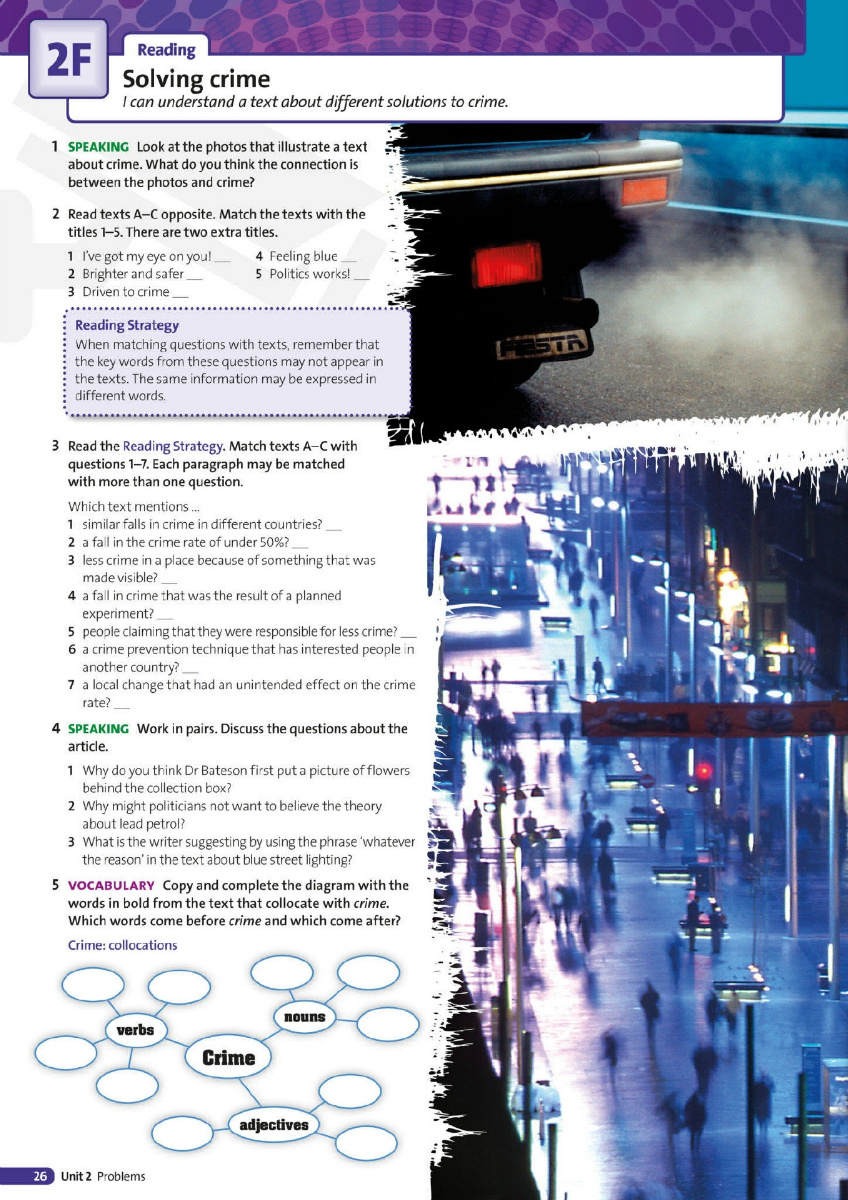 2F
Reading
Solving crime
I can understand a text about different solutions to crime.
1 SPEAKING Look at the photos that illustrate a text
about crime. What do you think the connection is
between the photos and crime?
2 Read texts A–C opposite. Match the texts with the
titles 1–5. There are two extra titles.
1 I've got my eye on you! __ 4 Feeling blue __
2 Brighter and safer __ 5 Politics works! __
3 Driven to crime __
Reading Strategy
When matching questions with texts, remember that
the key words from these questions may not appear in
the texts. The same information may be expressed in
different words.
3 Read the Reading Strategy. Match texts A–C with
questions 1–7. Each paragraph may be matched
with more than one question.
Which text mentions ...
1 similar falls in crime in different countries? __
2 a fall in the crime rate of under 50%? __
3 less crime in a place because of something that was
made visible? __
4 a fall in crime that was the result of a planned
experiment? __
5 people claiming that they were responsible for less crime? __
6 a crime prevention technique that has interested people in
another country? __
7 a local change that had an unintended effect on the crime
rate? __
4 SPEAKING Work in pairs. Discuss the questions about the
article.
1 Why do you think Dr Bateson first put a picture of flowers
behind the collection box?
2 Why might politicians not want to believe the theory
about lead petrol?
3 What is the writer suggesting by using the phrase 'whatever
the reason' in the text about blue street lighting?
5 VOCABULARY Copy and complete the diagram with the
words in bold from the text that collocate with crime.
Which words come before crime and which come after?
Crime: collocations
verbs
nouns
Crime
adjectives
26 Unit 2 Problems